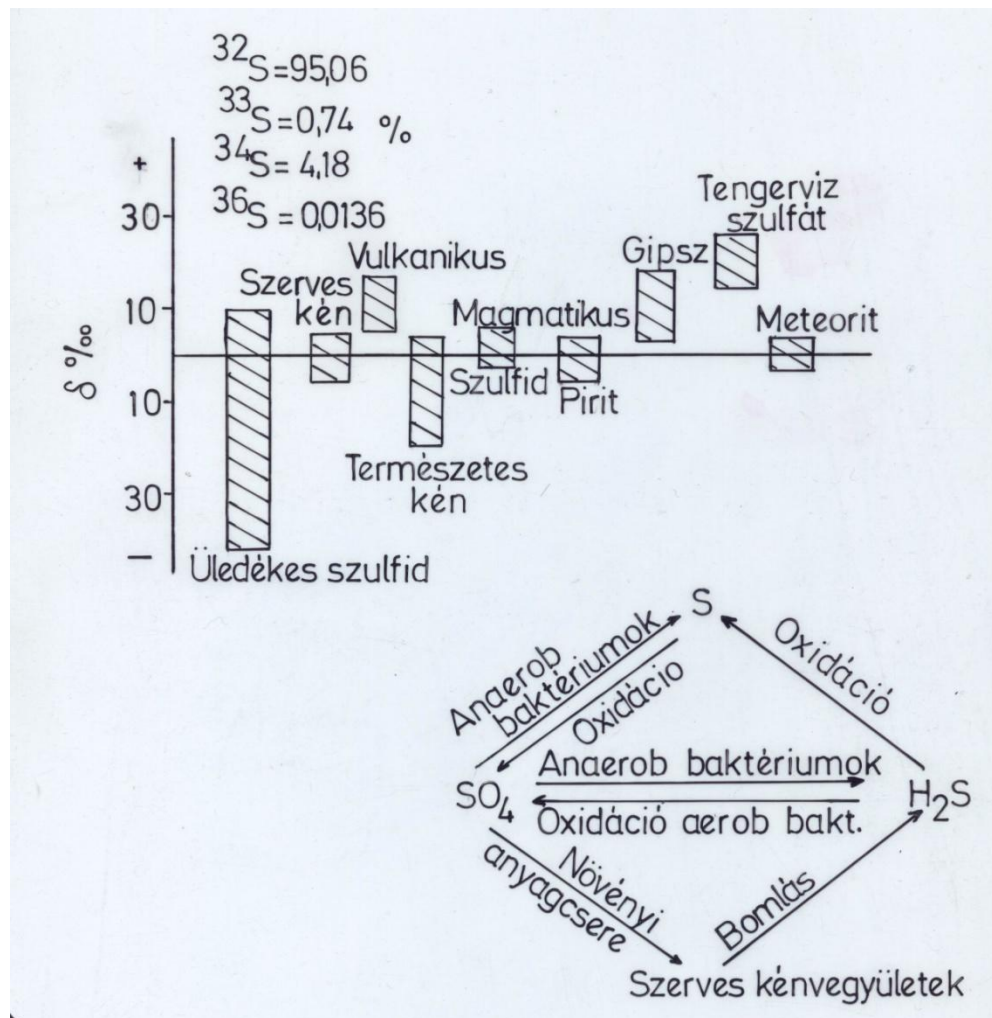 ³²S=95,06
³³S=0,74 %
³⁴S=4,18
³⁶S=0,0136
+
30
10
10
30
–
δ ‰
Szerves
kén
Vulkanikus
Magmatikus
Szulfid
Pirit
Gipsz
Tengerviz
szulfát
Meteorit
Természetes
kén
Üledékes szulfid
S
Anaerob
baktériumok
Oxidácio
Oxidáció
Anaerob baktériumok
SO₄
H₂S
Oxidáció aerob bakt.
Növényi
anyagcsere
Bomlás
Szerves kénvegyületek